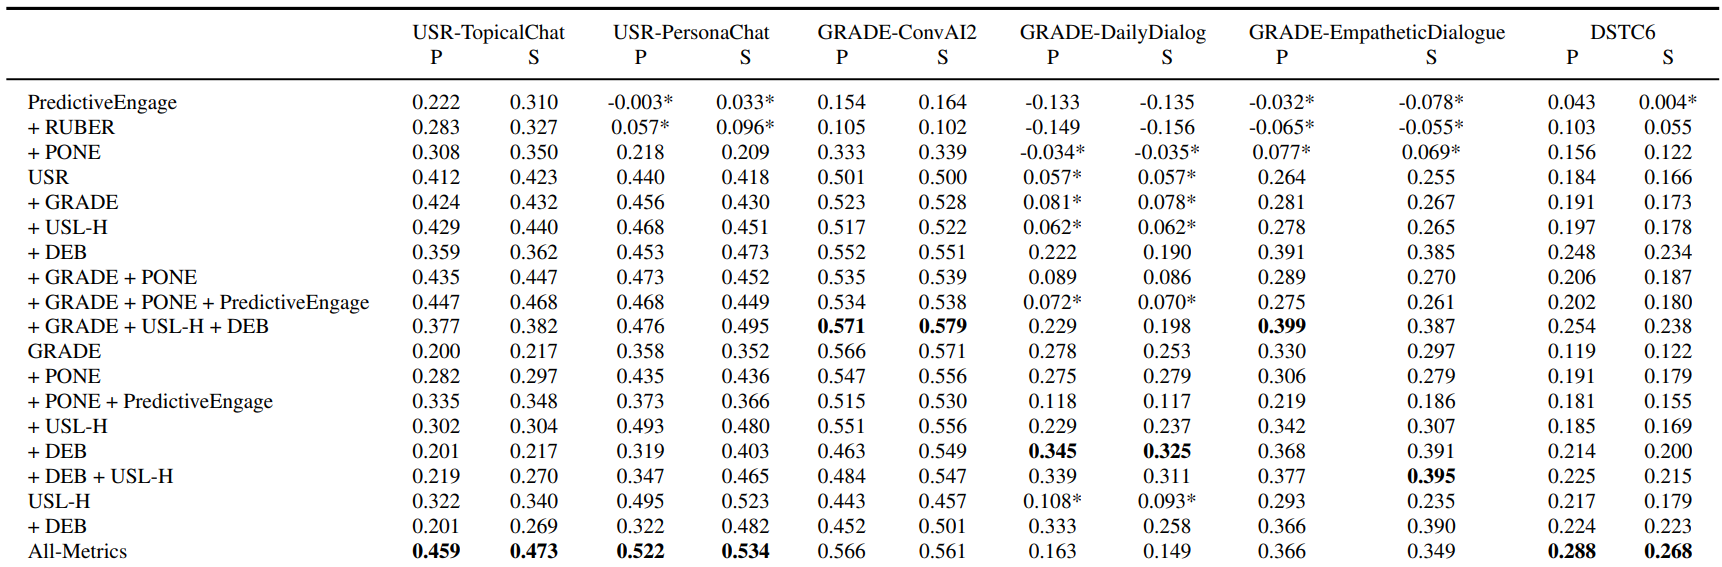 USR-TopicalChat USR-PersonaChat GRADE-ConvAI2 GRADE-DailyDialog GRADE-EmpatheticDialogue DSTC6
P S P S P S P S P S P S
PredictiveEngage 0.222 0.310 -0.003* 0.033* 0.154 0.164 -0.133 -0.135 -0.032* -0.078* 0.043 0.004*
+ RUBER 0.283 0.327 0.057* 0.096* 0.105 0.102 -0.149 -0.156 -0.065* -0.055* 0.103 0.055
+ PONE 0.308 0.350 0.218 0.209 0.333 0.339 -0.034* -0.035* 0.077* 0.069* 0.156 0.122
USR 0.412 0.423 0.440 0.418 0.501 0.500 0.057* 0.057* 0.264 0.255 0.184 0.166
+ GRADE 0.424 0.432 0.456 0.430 0.523 0.528 0.081* 0.078* 0.281 0.267 0.191 0.173
+ USL-H 0.429 0.440 0.468 0.451 0.517 0.522 0.062* 0.062* 0.278 0.265 0.197 0.178
+ DEB 0.359 0.362 0.453 0.473 0.552 0.551 0.222 0.190 0.391 0.385 0.248 0.234
+ GRADE + PONE 0.435 0.447 0.473 0.452 0.535 0.539 0.089 0.086 0.289 0.270 0.206 0.187
+ GRADE + PONE + PredictiveEngage 0.447 0.468 0.468 0.449 0.534 0.538 0.072* 0.070* 0.275 0.261 0.202 0.180
+ GRADE + USL-H + DEB 0.377 0.382 0.476 0.495 0.571 0.579 0.229 0.198 0.399 0.387 0.254 0.238
GRADE 0.200 0.217 0.358 0.352 0.566 0.571 0.278 0.253 0.330 0.297 0.119 0.122
+ PONE 0.282 0.297 0.435 0.436 0.547 0.556 0.275 0.279 0.306 0.279 0.191 0.179
+ PONE + PredictiveEngage 0.335 0.348 0.373 0.366 0.515 0.530 0.118 0.117 0.219 0.186 0.181 0.155
+ USL-H 0.302 0.304 0.493 0.480 0.551 0.556 0.229 0.237 0.342 0.307 0.185 0.169
+ DEB 0.201 0.217 0.319 0.403 0.463 0.549 0.345 0.325 0.368 0.391 0.214 0.200
+ DEB + USL-H 0.219 0.270 0.347 0.465 0.484 0.547 0.339 0.311 0.377 0.395 0.225 0.215
USL-H 0.322 0.340 0.495 0.523 0.443 0.457 0.108* 0.093* 0.293 0.235 0.217 0.179
+ DEB 0.201 0.269 0.322 0.482 0.452 0.501 0.333 0.258 0.366 0.390 0.224 0.223
All-Metrics 0.459 0.473 0.522 0.534 0.566 0.561 0.163 0.149 0.366 0.349 0.288 0.268